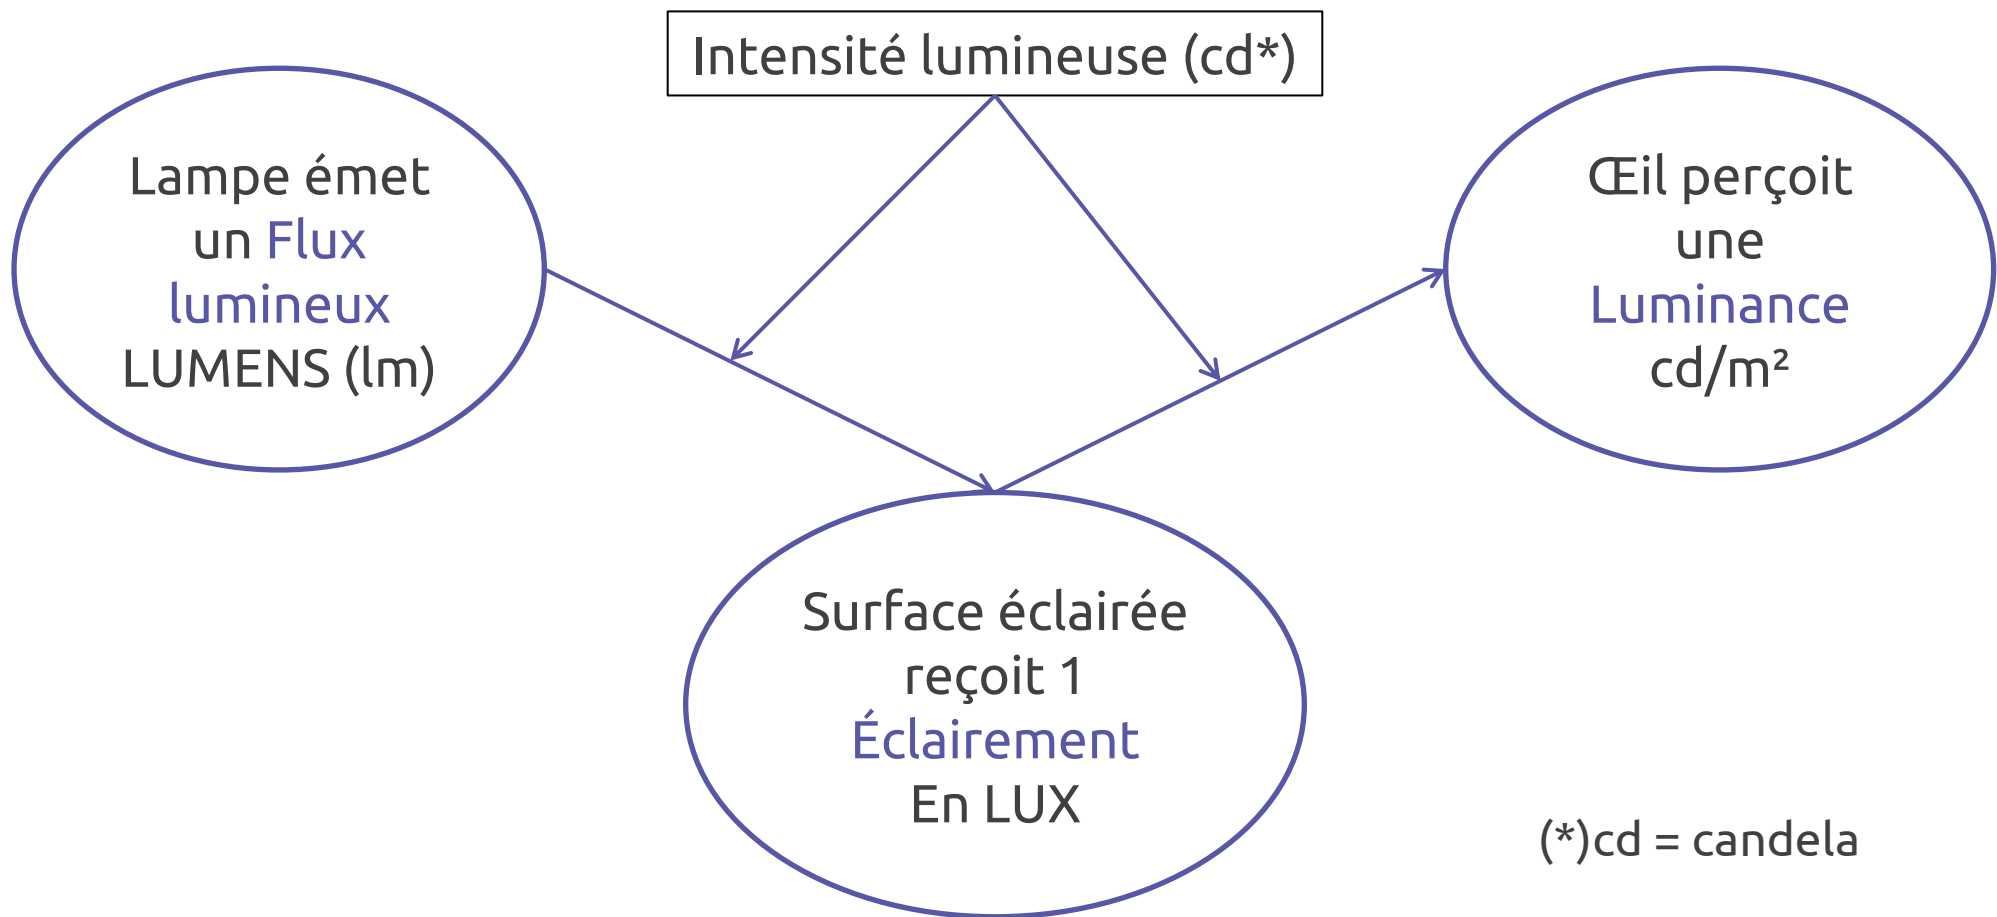 Intensité lumineuse (cd*)
Lampe émet
un Flux
lumineux
LUMENS (lm)
Œil perçoit
une
Luminance
cd/m²
Surface éclairée
reçoit 1
Éclairement
En LUX
(*)cd = candela